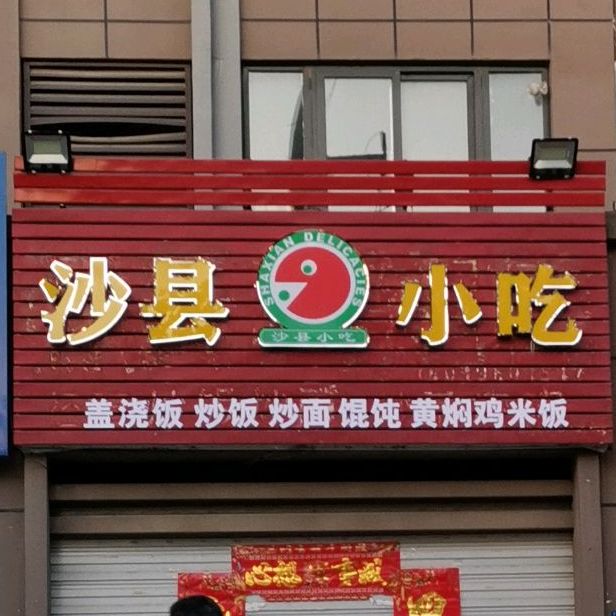 沙县 小吃
SHAXIAN DELICACIES
沙县小吃
盖浇饭 炒饭 炒面 馄饨 黄焖鸡米饭